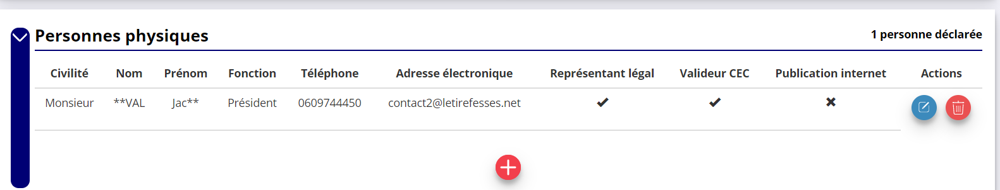 Personnes physiques
1 personne déclarée
Civilité Nom Prénom Fonction Téléphone Adresse électronique Représentant légal Valideur CEC Publication internet Actions
Monsieur **VAL Jac** Président 0609744450 contact2@letirefesses.net